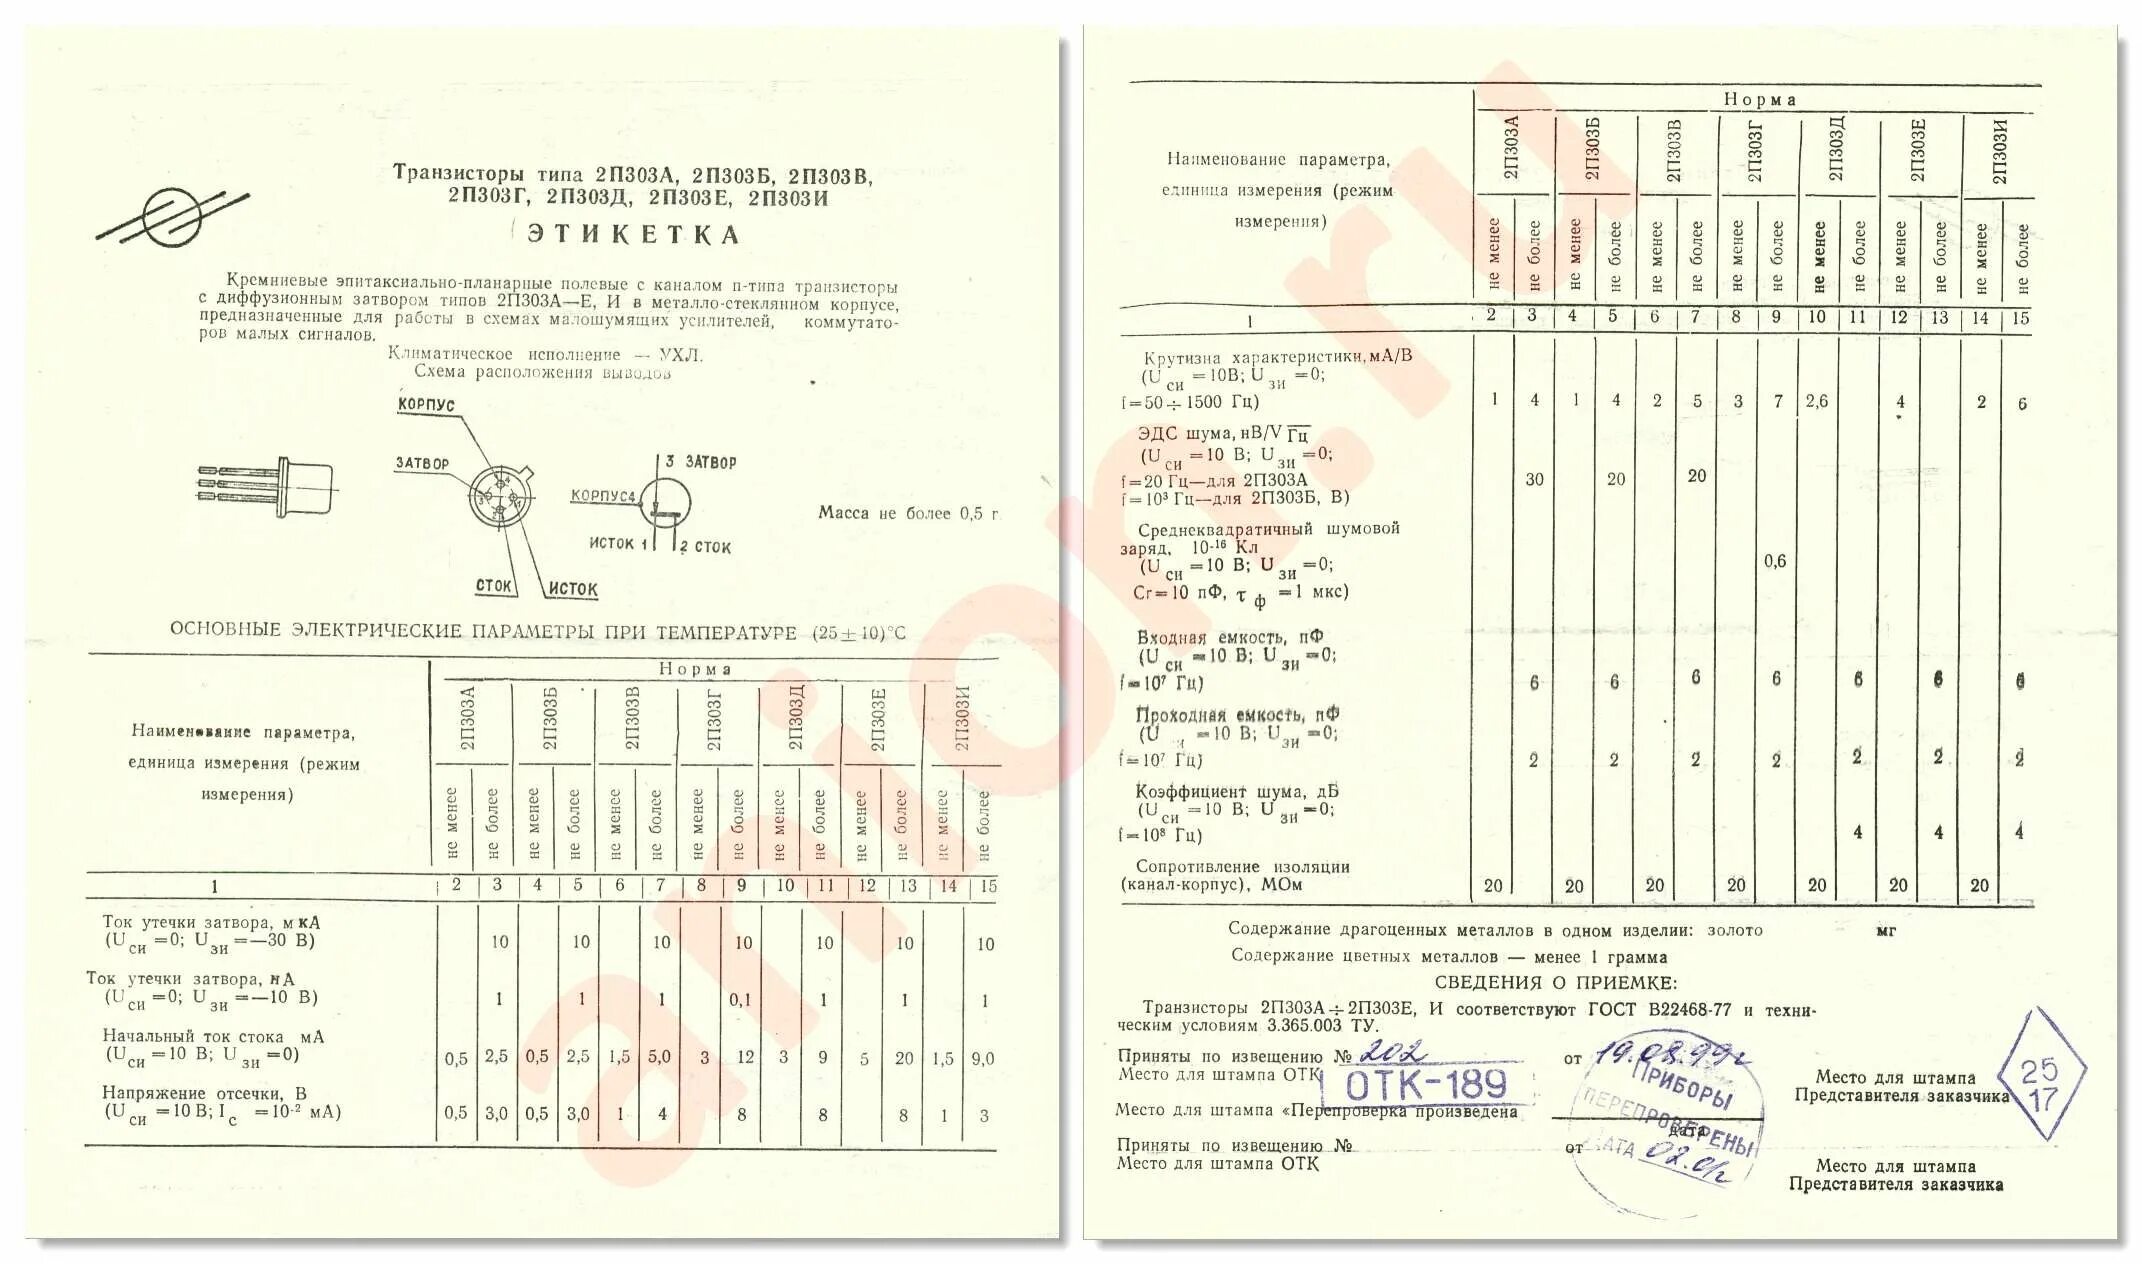 Транзисторы типа 2П303А, 2П303Б, 2П303В,
2П303Г, 2П303Д, 2П303Е, 2П303И
ЭТИКЕТКА
Кремниевые эпитаксиально-планарные полевые с каналом п-типа транзисторы
с диффузионным затвором типов 2П303А—Е, И в металло-стеклянном корпусе,
предназначенные для работы в схемах малошумящих усилителей, коммутато-
ров малых сигналов.
Климатическое исполнение — УХЛ.
Схема расположения выводов
КОРПУС
ЗАТВОР
3 ЗАТВОР
КОРПУС 4
Масса не более 0,5 г
ИСТОК 1 2 СТОК
СТОК ИСТОК
ОСНОВНЫЕ ЭЛЕКТРИЧЕСКИЕ ПАРАМЕТРЫ ПРИ ТЕМПЕРАТУРЕ (25±10)°С
Наименование параметра,
единица измерения (режим
измерения)
Норма
2П303А 2П303Б 2П303В 2П303Г 2П303Д 2П303Е 2П303И
не менее не более не менее не более не менее не более не менее не более не менее не более не менее не более не менее не более
1 2 3 4 5 6 7 8 9 10 11 12 13 14 15
Ток утечки затвора, мкА
(Uси =0; Uзи =—30 В) 10 10 10 10 10 10 10
Ток утечки затвора, нА
(Uси =0; Uзи =—10 В) 1 1 1 0,1 1 1 1
Начальный ток стока мА
(Uси =10 В; Uзи =0) 0,5 2,5 0,5 2,5 1,5 5,0 3 12 3 9 5 20 1,5 9,0
Напряжение отсечки, В
(Uси =10 В; Iс =10⁻² мА) 0,5 3,0 0,5 3,0 1 4 8 8 8 1 3
Наименование параметра,
единица измерения (режим
измерения)
Норма
2П303А 2П303Б 2П303В 2П303Г 2П303Д 2П303Е 2П303И
не менее не более не менее не более не менее не более не менее не более не менее не более не менее не более не менее не более
1 2 3 4 5 6 7 8 9 10 11 12 13 14 15
Крутизна характеристики, мА/В
(Uси =10В; Uзи =0;
f=50÷1500 Гц) 1 4 1 4 2 5 3 7 2,6 4 2 6
ЭДС шума, нВ/√Гц
(Uси =10 В; Uзи =0;
f=20 Гц—для 2П303А 30 20 20
f=10³ Гц—для 2П303Б, В)
Среднеквадратичный шумовой
заряд, 10⁻¹⁶ Кл
(Uси =10 В; Uзи =0; 0,6
Сг=10 пФ, τф =1 мкс)
Входная емкость, пФ
(Uси =10 В; Uзи =0;
f=10⁷ Гц) 6 6 6 6 6 6 6
Проходная емкость, пФ
(U =10 В; Uзи =0;
f=10⁷ Гц) 2 2 2 2 2 2 2
Коэффициент шума, дБ
(Uси =10 В; Uзи =0;
f=10⁸ Гц) 4 4 4
Сопротивление изоляции
(канал-корпус), МОм 20 20 20 20 20 20 20
Содержание драгоценных металлов в одном изделии: золото мг
Содержание цветных металлов — менее 1 грамма
СВЕДЕНИЯ О ПРИЕМКЕ:
Транзисторы 2П303А÷2П303Е, И соответствуют ГОСТ В22468-77 и техни-
ческим условиям 3.365.003 ТУ.
Приняты по извещению № 202 от 19.08.99г
Место для штампа ОТК
ОТК-189
Место для штампа
Представителя заказчика
25
17
Место для штампа «Перепроверка произведена
дата
ПРИБОРЫ
ПЕРЕПРОВЕРЕНЫ
ДАТА 02.01г
Приняты по извещению № от
Место для штампа ОТК
Место для штампа
Представителя заказчика
anion.ru